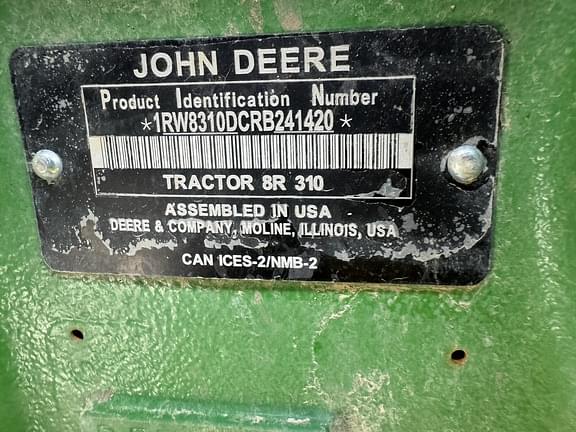 JOHN DEERE
Product Identification Number
*1RW8310DCRB241420*
TRACTOR 8R 310
ASSEMBLED IN USA
DEERE & COMPANY, MOLINE, ILLINOIS, USA
CAN ICES-2/NMB-2